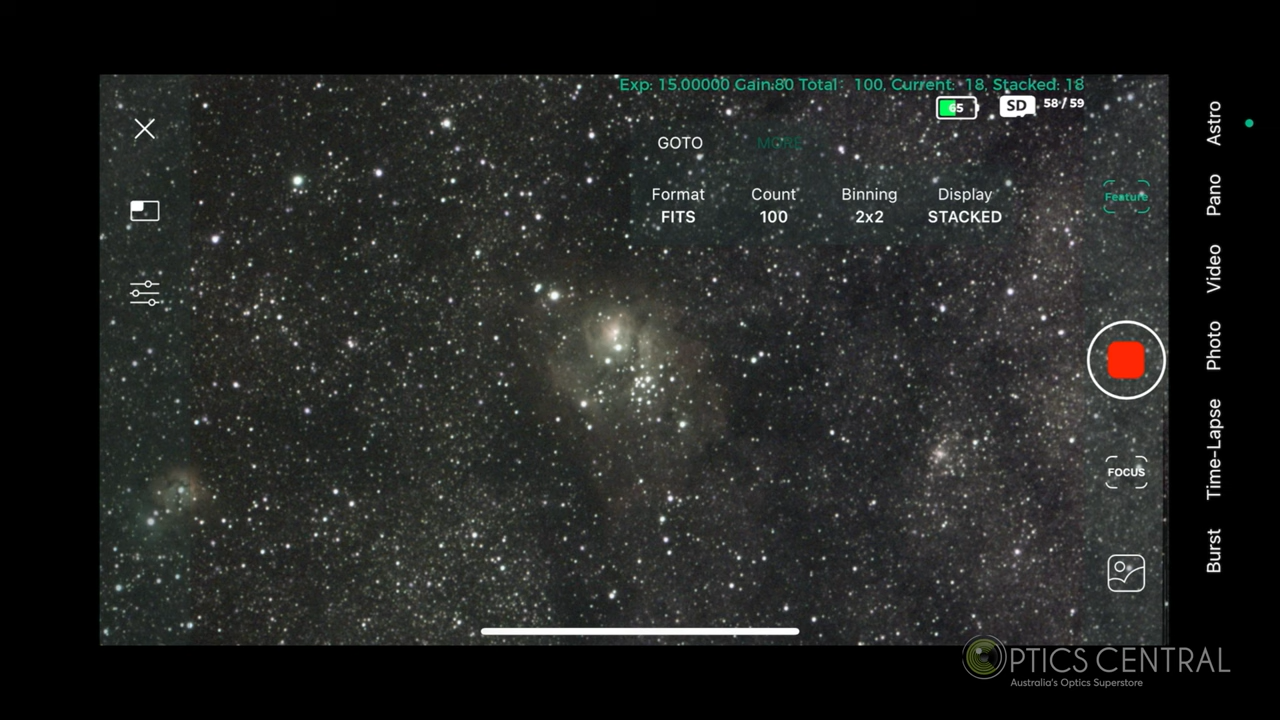 Exp: 15.00000 Gain:80 Total 100, Current: 18, Stacked: 18
65 SD 58 / 59
GOTO MORE
Format Count Binning Display
FITS 100 2x2 STACKED
Feature
FOCUS
Astro
Pano
Video
Photo
Time-Lapse
Burst
OPTICS CENTRAL
Australia's Optics Superstore